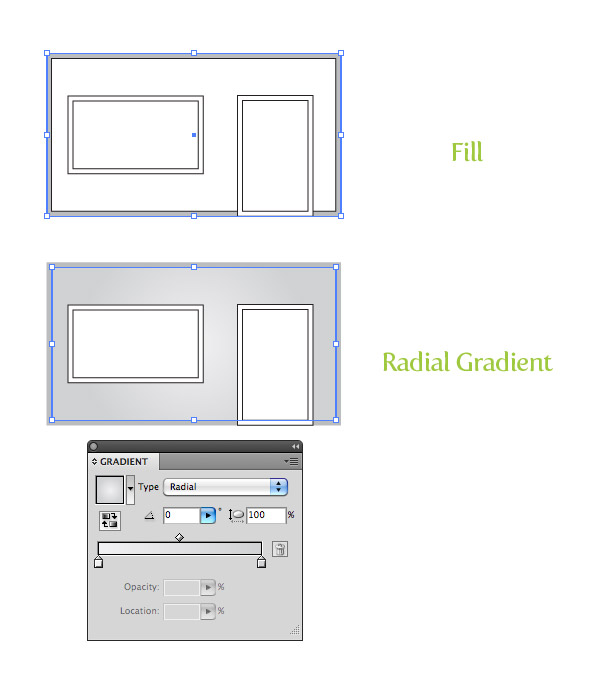 Fill
Radial Gradient
GRADIENT
Type Radial
0 ° 100 %
Opacity: %
Location: %